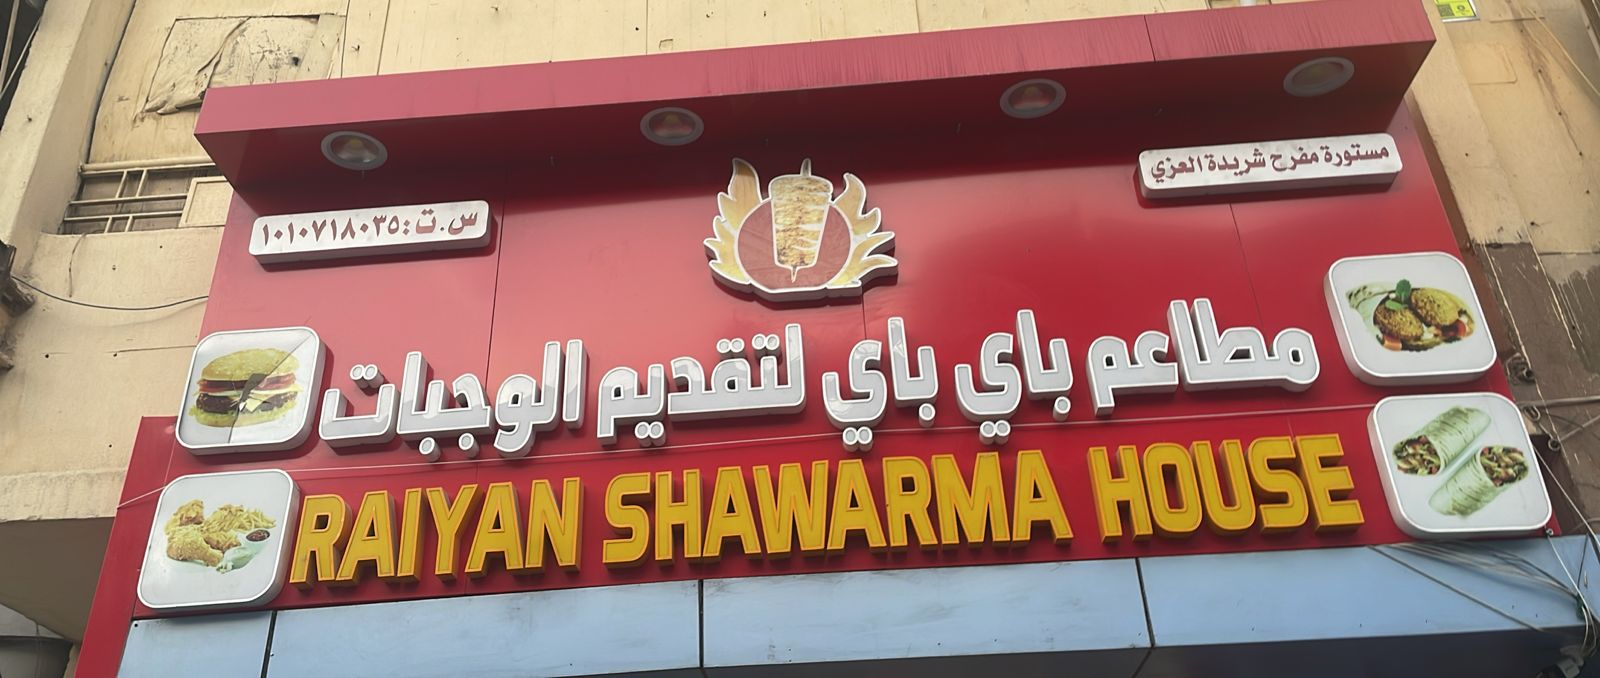 مستورة مفرح شريدة العزي
س.ت: ١٠١٠٧١٨٠٣٥
مطاعم باي باي لتقديم الوجبات
RAIYAN SHAWARMA HOUSE